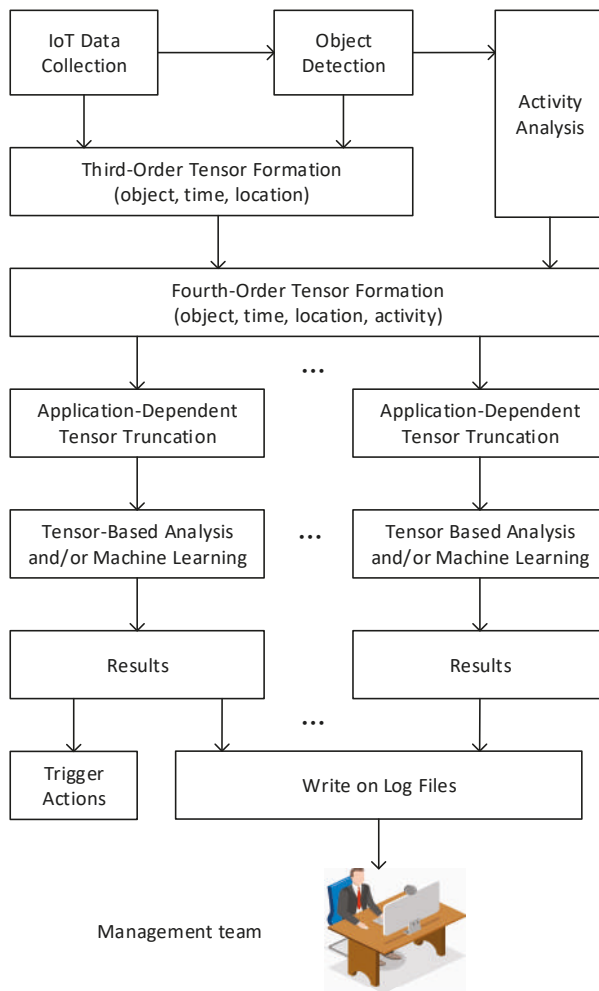 IoT Data
Collection
Object
Detection
Activity
Analysis
Third-Order Tensor Formation
(object, time, location)
Fourth-Order Tensor Formation
(object, time, location, activity)
...
Application-Dependent
Tensor Truncation
Application-Dependent
Tensor Truncation
Tensor-Based Analysis
and/or Machine Learning
...
Tensor Based Analysis
and/or Machine Learning
Results
Results
...
Trigger
Actions
Write on Log Files
Management team